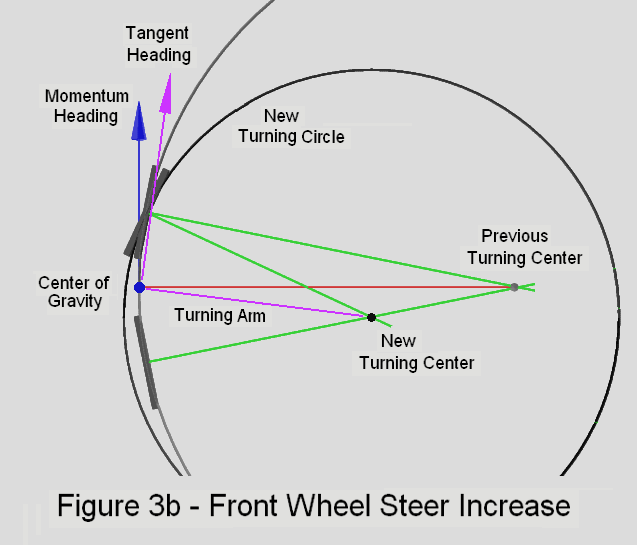 Tangent
Heading
Momentum
Heading
New
Turning Circle
Previous
Turning Center
Center of
Gravity
Turning Arm
New
Turning Center
Figure 3b - Front Wheel Steer Increase